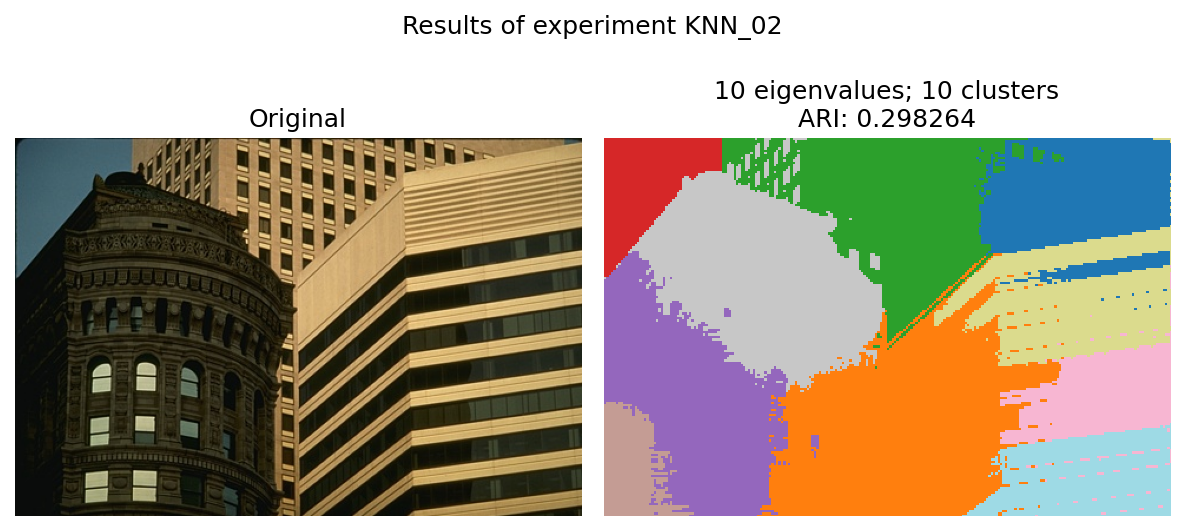 Results of experiment KNN_02
Original
10 eigenvalues; 10 clusters
ARI: 0.298264